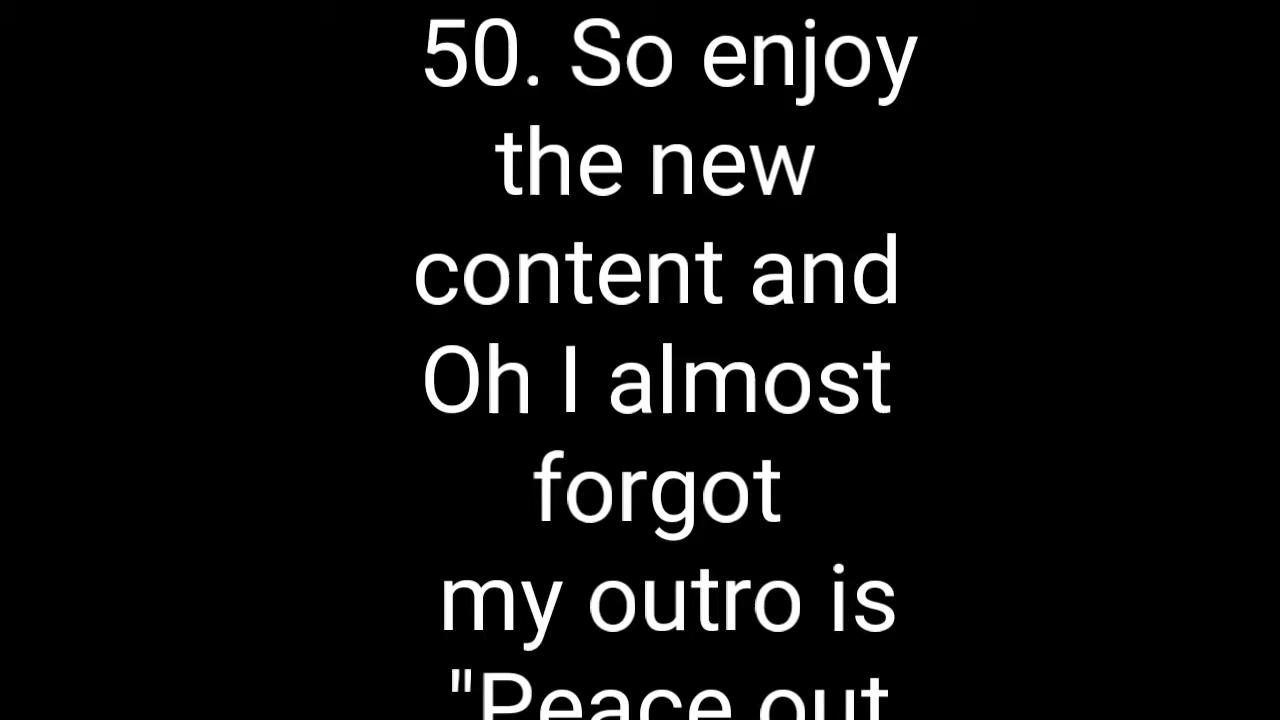 50. So enjoy
the new
content and
Oh I almost
forgot
my outro is
"Peace out